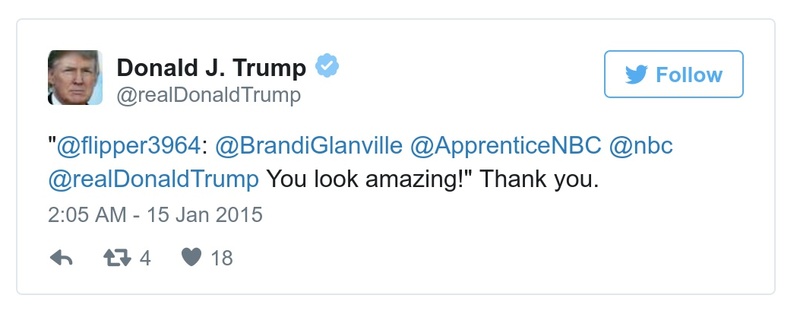 Donald J. Trump
@realDonaldTrump
Follow
"@flipper3964: @BrandiGlanville @ApprenticeNBC @nbc
@realDonaldTrump You look amazing!" Thank you.
2:05 AM - 15 Jan 2015
4 18